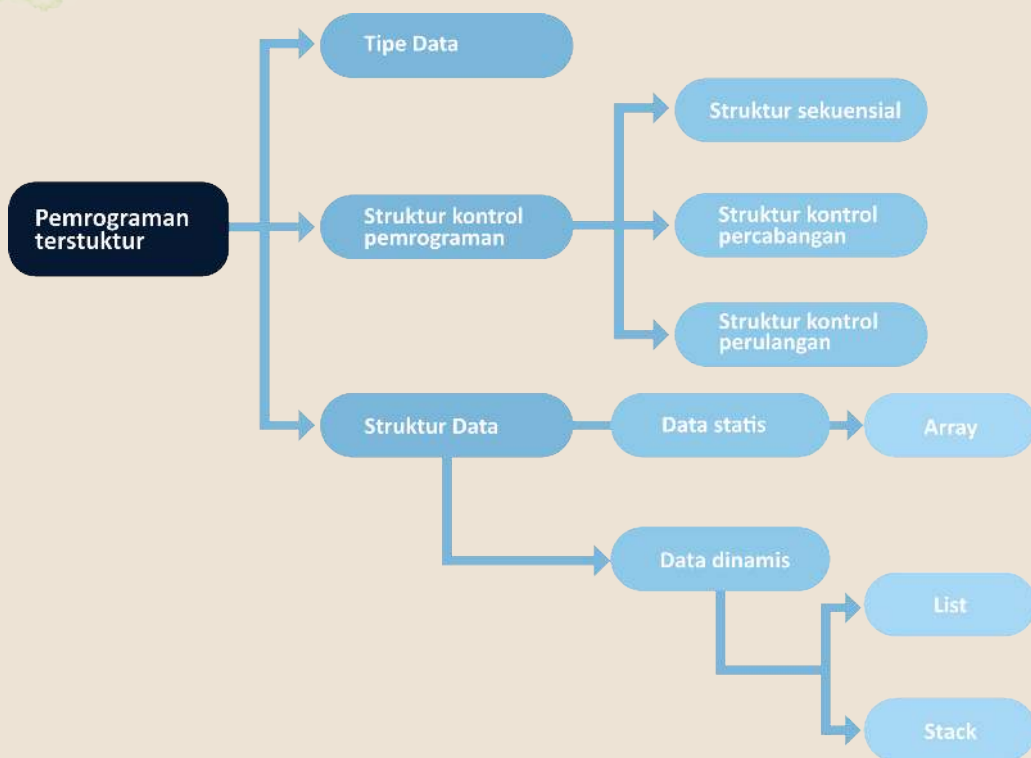 Tipe Data
Struktur sekuensial
Pemrograman
terstuktur
Struktur kontrol
pemrograman
Struktur kontrol
percabangan
Struktur kontrol
perulangan
Struktur Data
Data statis
Array
Data dinamis
List
Stack